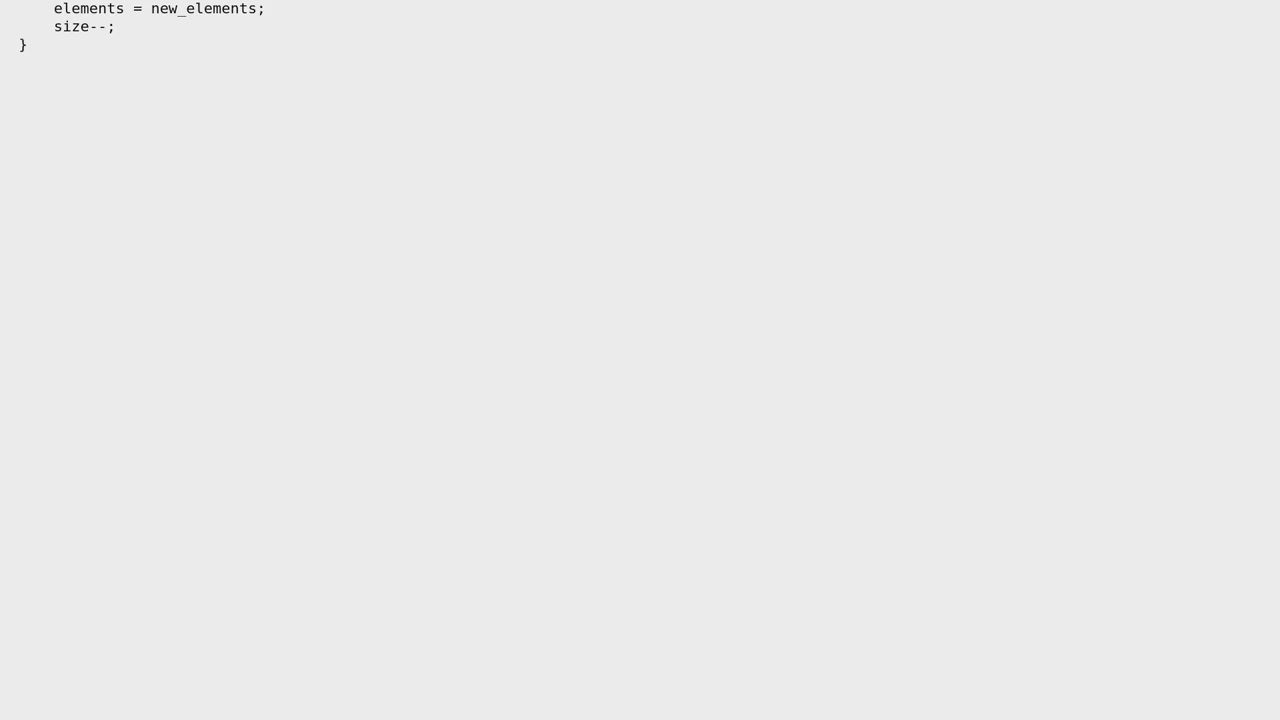 elements = new_elements;
    size--;
}